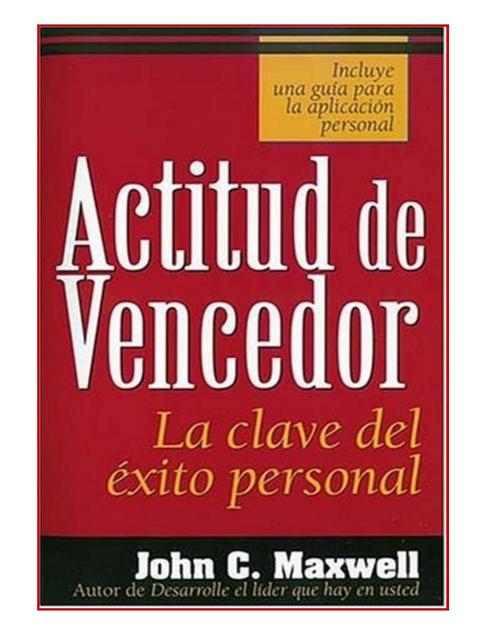 Incluye
una guía para
la aplicación
personal
Actitud de
Vencedor
La clave del
éxito personal
John C. Maxwell
Autor de Desarrolle el líder que hay en usted